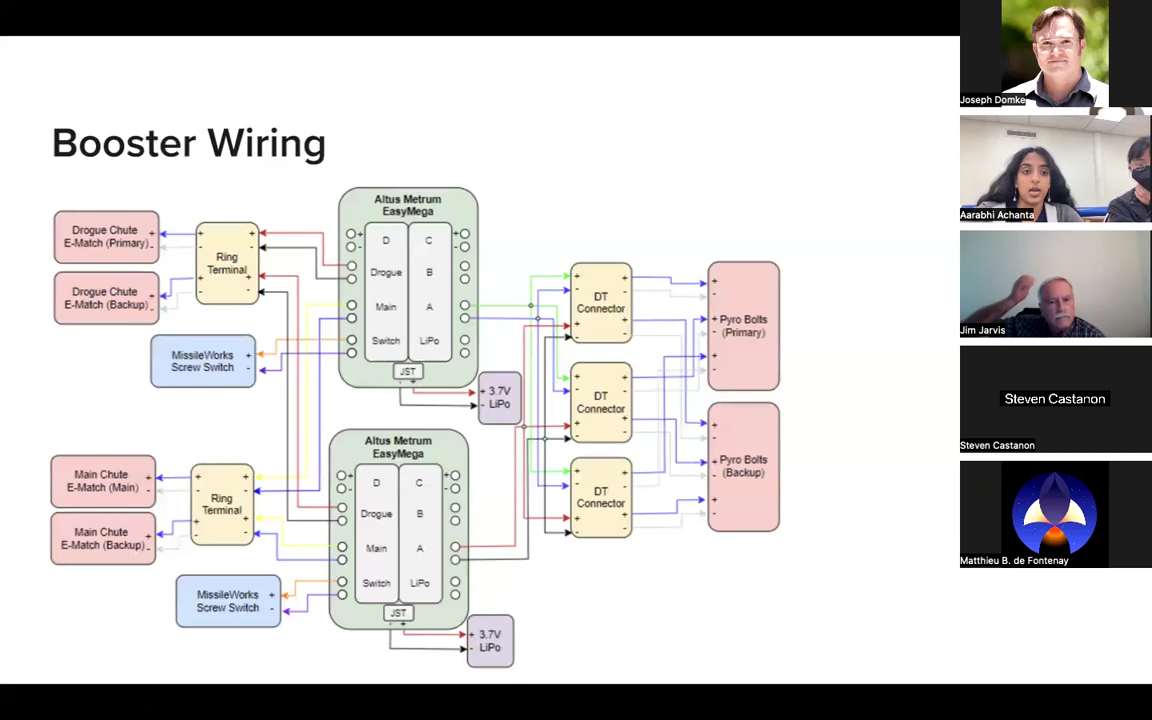 Booster Wiring
Altus Metrum
EasyMega
D
C
Drogue
B
Main
A
Switch
LiPo
JST
- +
+ 3.7V
- LiPo
Drogue Chute
E-Match (Primary)
Drogue Chute
E-Match (Backup)
Ring
Terminal
MissileWorks
Screw Switch
Altus Metrum
EasyMega
D
C
Drogue
B
Main
A
Switch
LiPo
JST
- +
+ 3.7V
- LiPo
Main Chute
E-Match (Main)
Main Chute
E-Match (Backup)
Ring
Terminal
MissileWorks
Screw Switch
DT
Connector
DT
Connector
DT
Connector
Pyro Bolts
(Primary)
Pyro Bolts
(Backup)
Joseph Domke
Aarabhi Achanta
Jim Jarvis
Steven Castanon
Steven Castanon
Matthieu B. de Fontenay